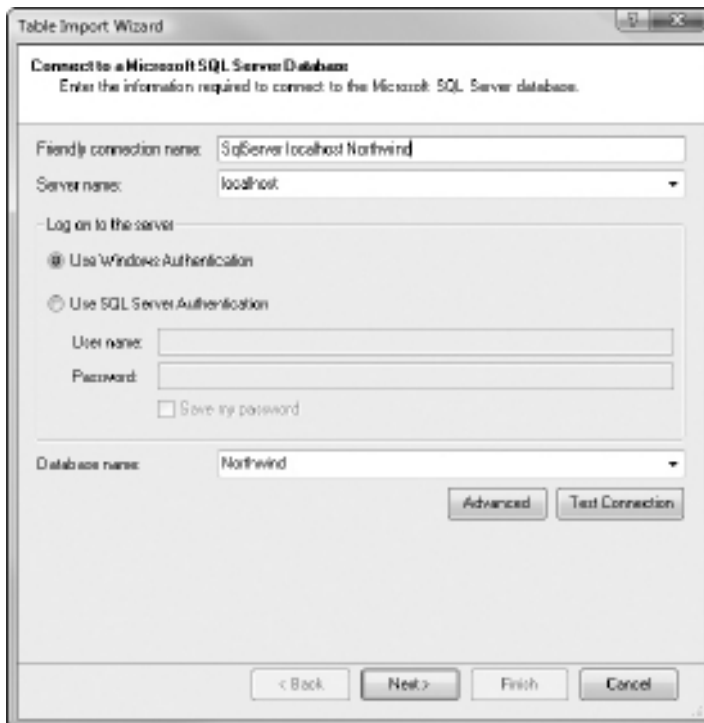 Table Import Wizard
Connect to a Microsoft SQL Server Database
Enter the information required to connect to the Microsoft SQL Server database.
Friendly connection name: SqlServer localhost Northwind
Server name: localhost
Log on to the server
Use Windows Authentication
Use SQL Server Authentication
User name:
Password:
Save my password
Database name: Northwind
Advanced Test Connection
< Back Next > Finish Cancel